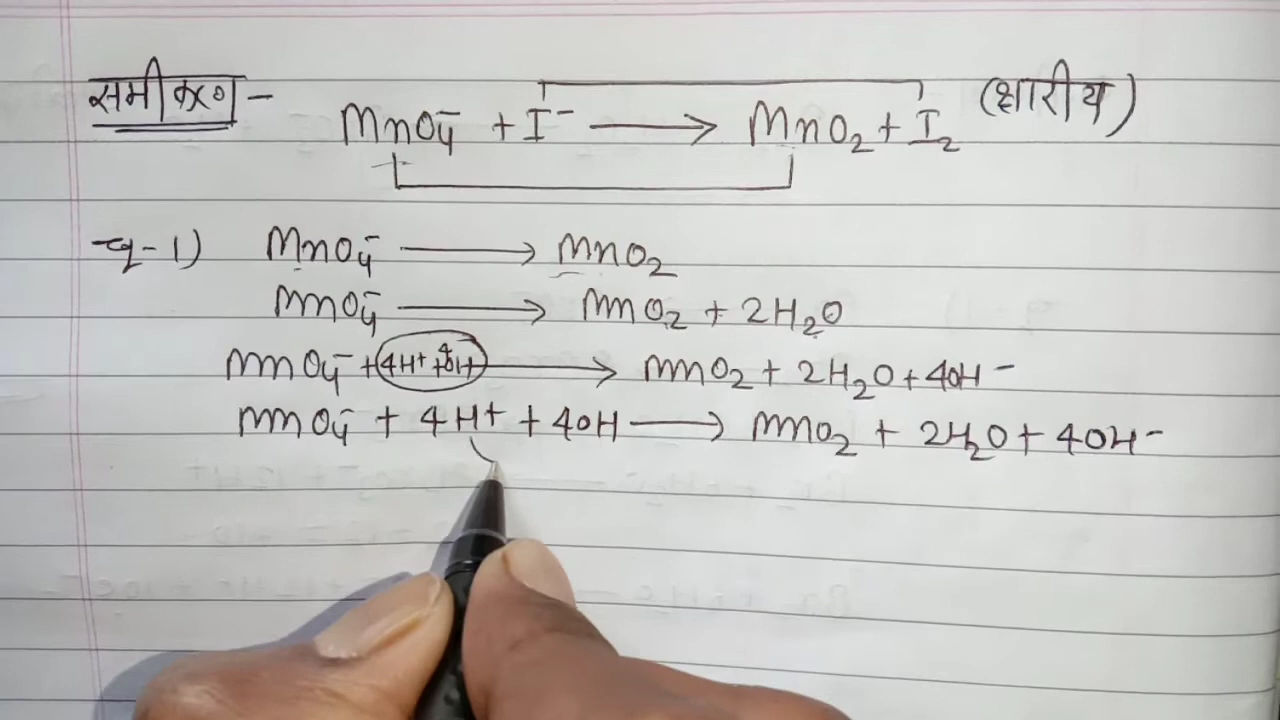 समीकरण - MnO₄⁻ + I⁻ ⟶ MnO₂ + I₂ (क्षारीय)
पद-1) MnO₄⁻ ⟶ MnO₂
MnO₄⁻ ⟶ MnO₂ + 2H₂O
MnO₄⁻ + 4H⁺ + 4OH ⟶ MnO₂ + 2H₂O + 4OH⁻
MnO₄⁻ + 4H⁺ + 4OH ⟶ MnO₂ + 2H₂O + 4OH⁻